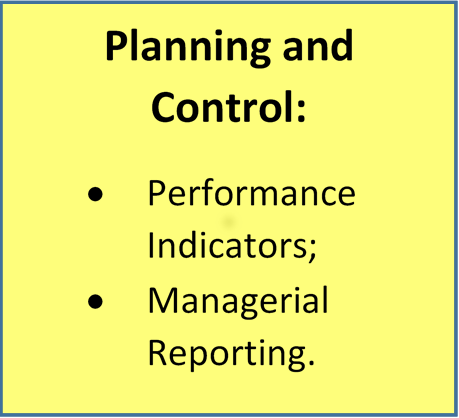 Planning and
Control:
• Performance
Indicators;
• Managerial
Reporting.